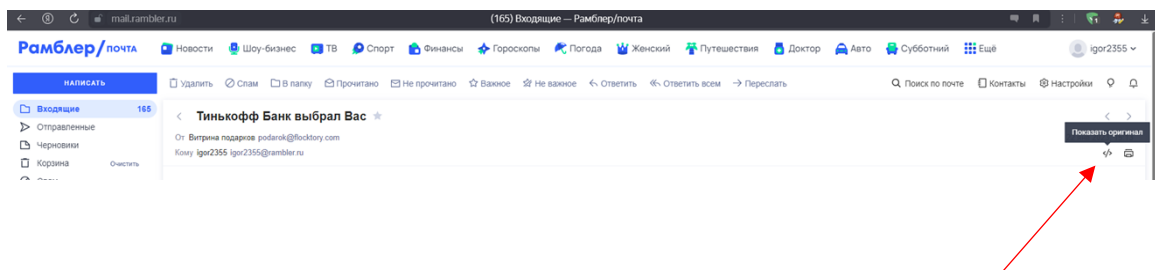 mail.rambler.ru (165) Входящие — Рамблер/почта
Рамблер/почта Новости Шоу-бизнес ТВ Спорт Финансы Гороскопы Погода Женский Путешествия Доктор Авто Субботний Ещё igor2355
НАПИСАТЬ Удалить Спам В папку Прочитано Не прочитано Важное Не важное Ответить Ответить всем Переслать Поиск по почте Контакты Настройки
Входящие 165
Тинькофф Банк выбрал Вас
Отправленные
Показать оригинал
От Витрина подарков podarok@flocktory.com
Черновики
Кому igor2355 igor2355@rambler.ru
Корзина Очистить